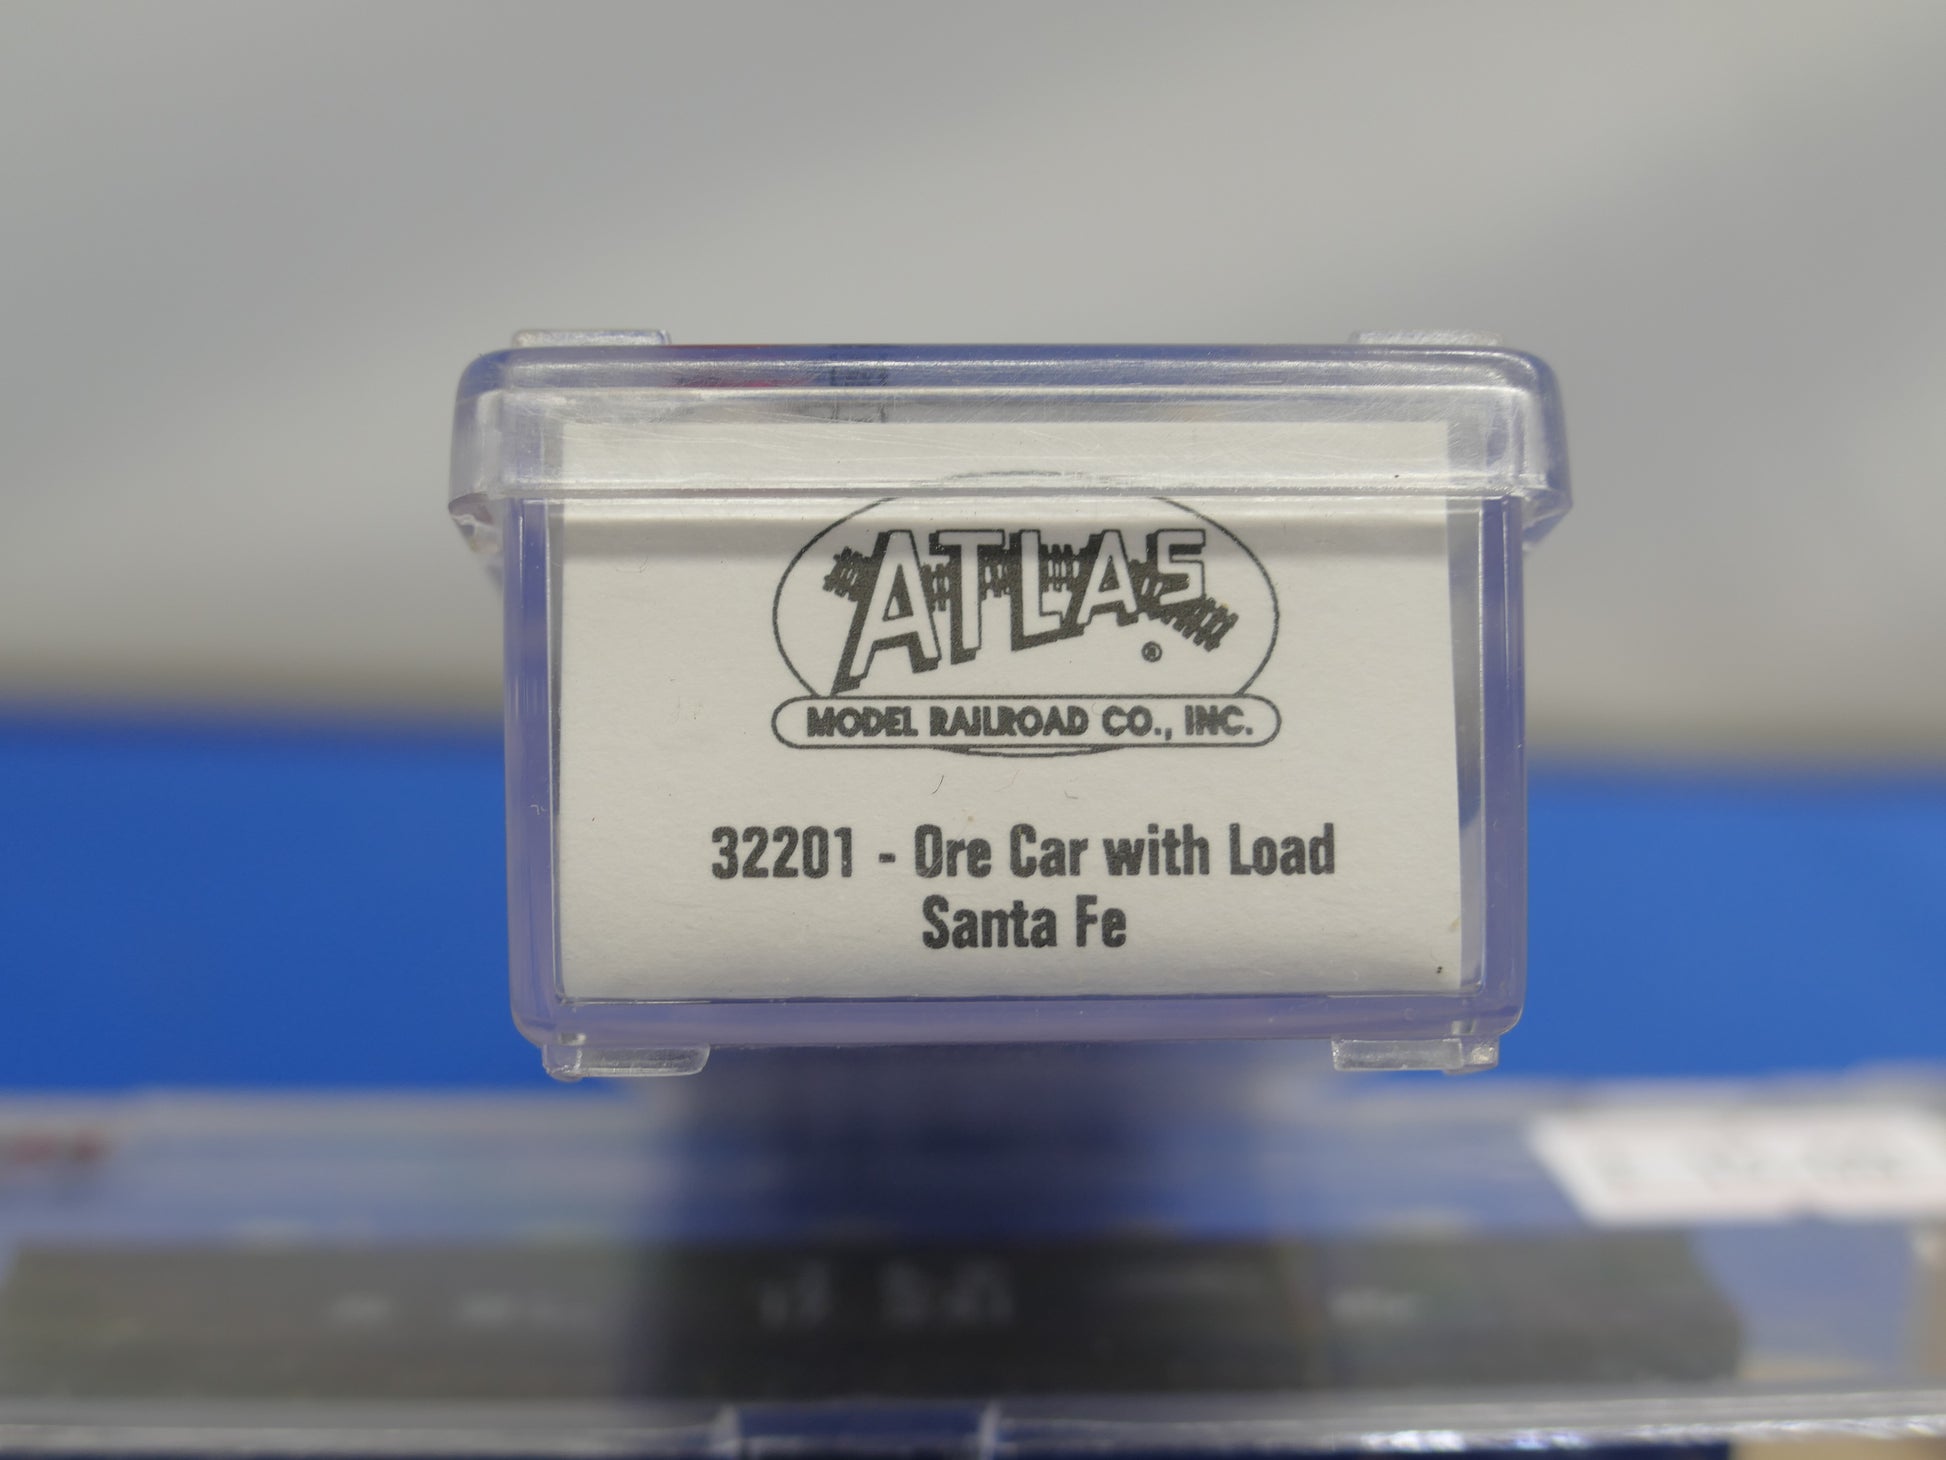 ATLAS®
MODEL RAILROAD CO., INC.
32201 - Ore Car with Load
Santa Fe